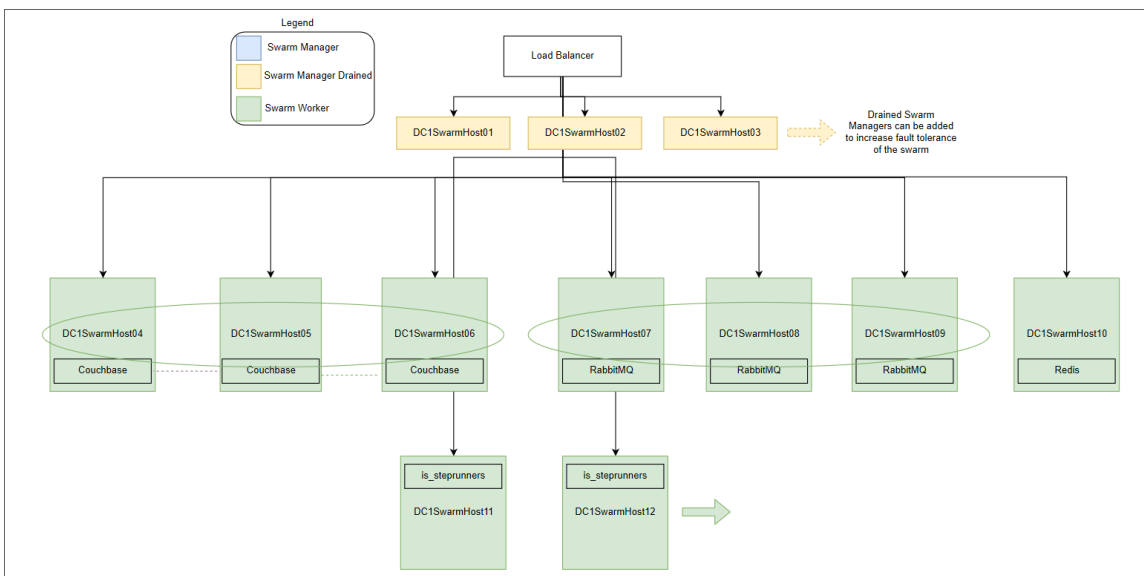 Legend
Swarm Manager
Swarm Manager Drained
Swarm Worker
Load Balancer
DC1SwarmHost01
DC1SwarmHost02
DC1SwarmHost03
Drained Swarm
Managers can be added
to increase fault tolerance
of the swarm
DC1SwarmHost04
DC1SwarmHost05
DC1SwarmHost06
DC1SwarmHost07
DC1SwarmHost08
DC1SwarmHost09
DC1SwarmHost10
Couchbase
Couchbase
Couchbase
RabbitMQ
RabbitMQ
RabbitMQ
Redis
is_steprunners
is_steprunners
DC1SwarmHost11
DC1SwarmHost12